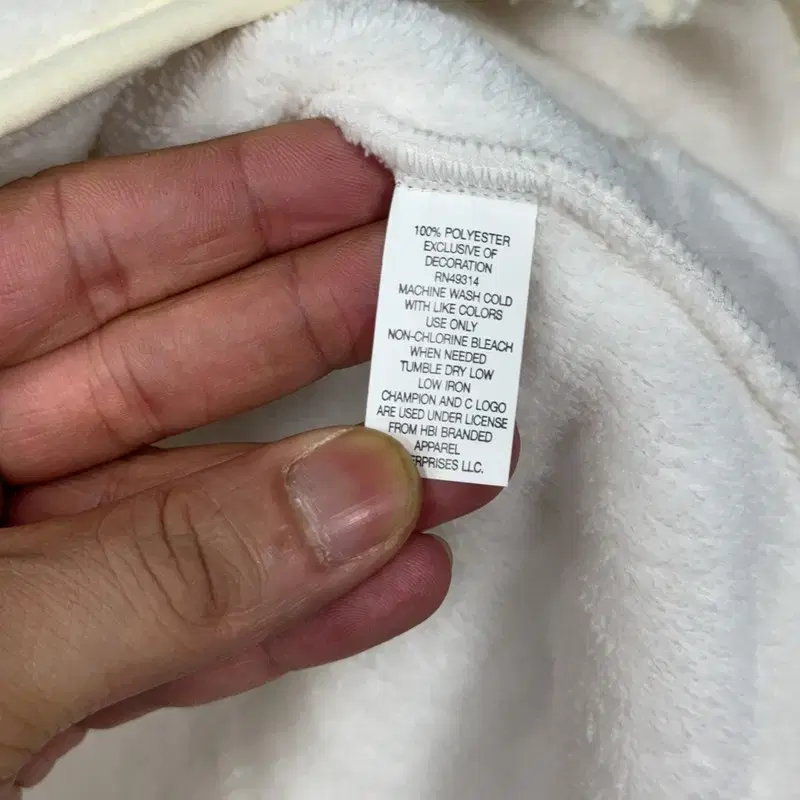 100% POLYESTER
EXCLUSIVE OF
DECORATION
RN49314
MACHINE WASH COLD
WITH LIKE COLORS
USE ONLY
NON-CHLORINE BLEACH
WHEN NEEDED
TUMBLE DRY LOW
LOW IRON
CHAMPION AND C LOGO
ARE USED UNDER LICENSE
FROM HBI BRANDED
APPAREL
LLC.